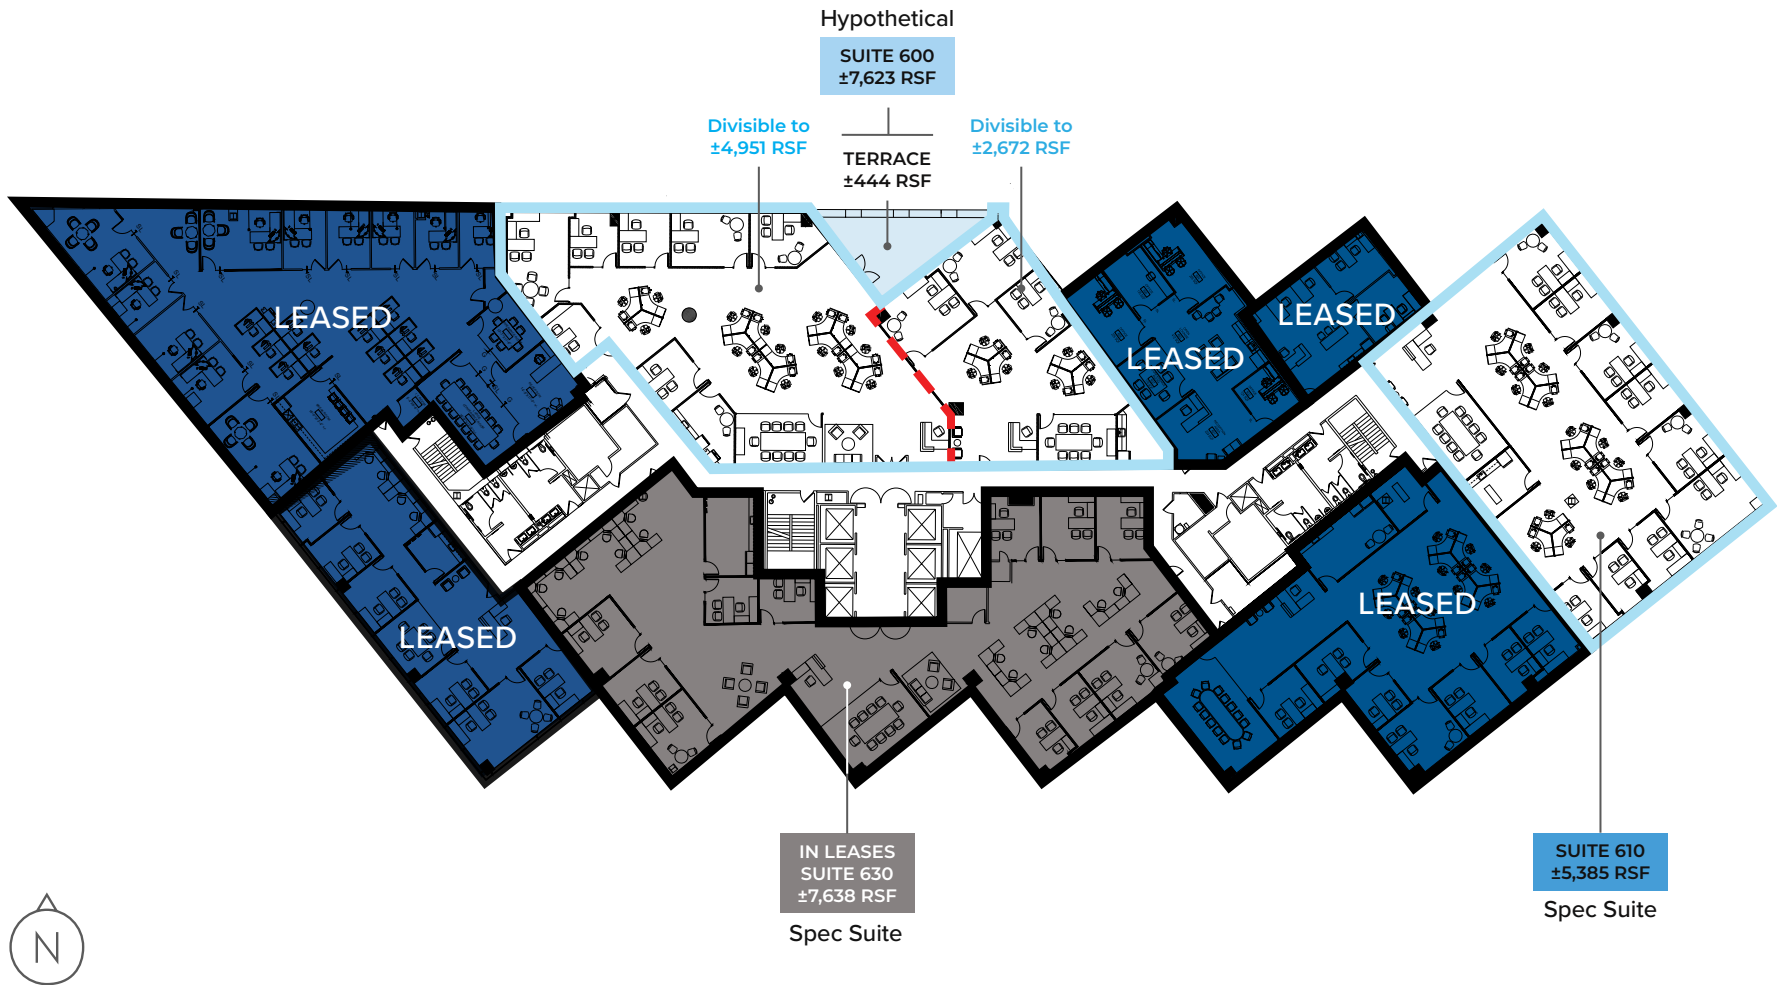 Hypothetical
SUITE 600
±7,623 RSF
Divisible to
±4,951 RSF
TERRACE
±444 RSF
Divisible to
±2,672 RSF
LEASED
LEASED
LEASED
LEASED
LEASED
IN LEASES
SUITE 630
±7,638 RSF
Spec Suite
SUITE 610
±5,385 RSF
Spec Suite
N